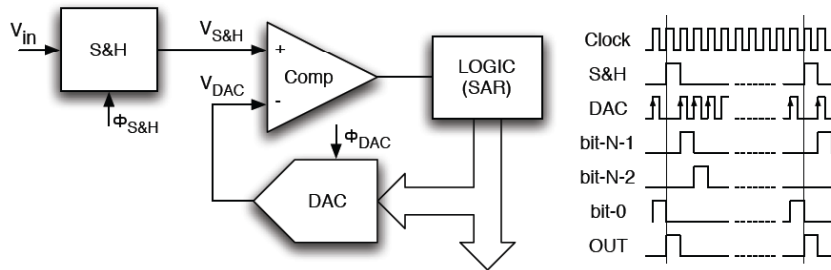 V_in
S&H
Φ_S&H
V_S&H
V_DAC
+
-
Comp
LOGIC
(SAR)
Φ_DAC
DAC
Clock
S&H
DAC
bit-N-1
bit-N-2
bit-0
OUT